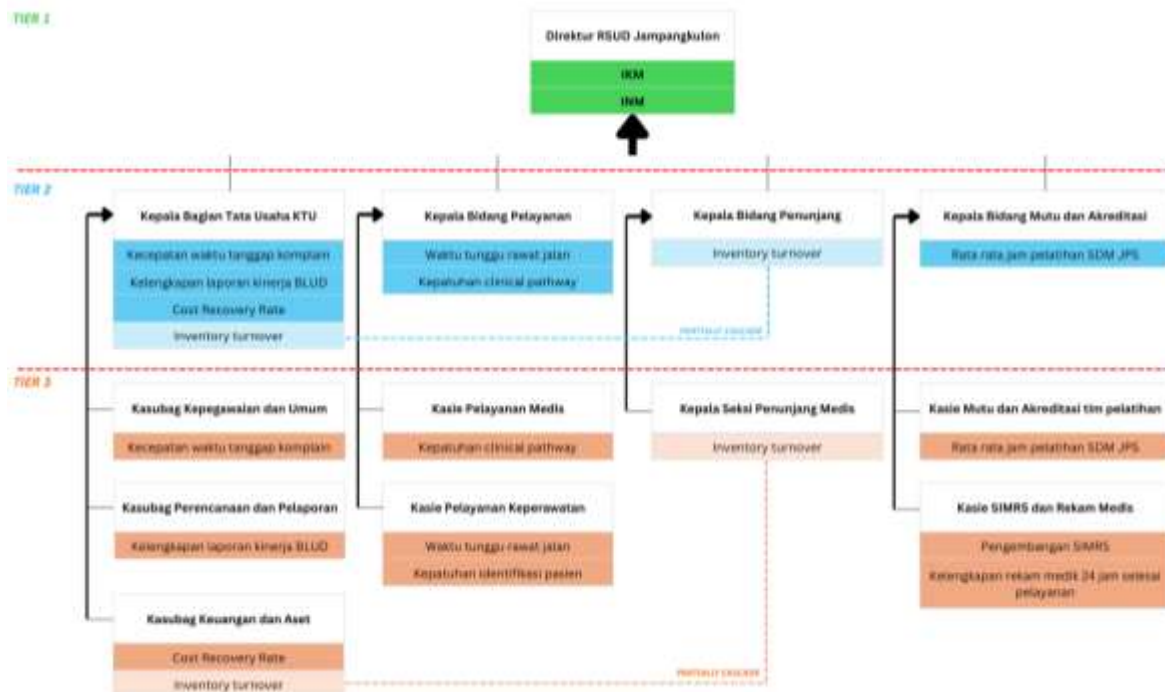 TIER 1
Direktur RSUD Jampangkulon
IKM
INM
TIER 2
Kepala Bagian Tata Usaha KTU
Kecepatan waktu tanggap komplain
Kelengkapan laporan kinerja BLUD
Cost Recovery Rate
Inventory turnover
Kepala Bidang Pelayanan
Waktu tunggu rawat jalan
Kepatuhan clinical pathway
Kepala Bidang Penunjang
Inventory turnover
Kepala Bidang Mutu dan Akreditasi
Rata rata jam pelatihan SDM JPS
PARTIALLY CASCADE
TIER 3
Kasubag Kepegawaian dan Umum
Kecepatan waktu tanggap komplain
Kasubag Perencanaan dan Pelaporan
Kelengkapan laporan kinerja BLUD
Kasubag Keuangan dan Aset
Cost Recovery Rate
Inventory turnover
Kasie Pelayanan Medis
Kepatuhan clinical pathway
Kasie Pelayanan Keperawatan
Waktu tunggu rawat jalan
Kepatuhan identifikasi pasien
Kepala Seksi Penunjang Medis
Inventory turnover
Kasie Mutu dan Akreditasi tim pelatihan
Rata rata jam pelatihan SDM JPS
Kasie SIMRS dan Rekam Medis
Pengembangan SIMRS
Kelengkapan rekam medik 24 jam selesai
pelayanan
PARTIALLY CASCADE